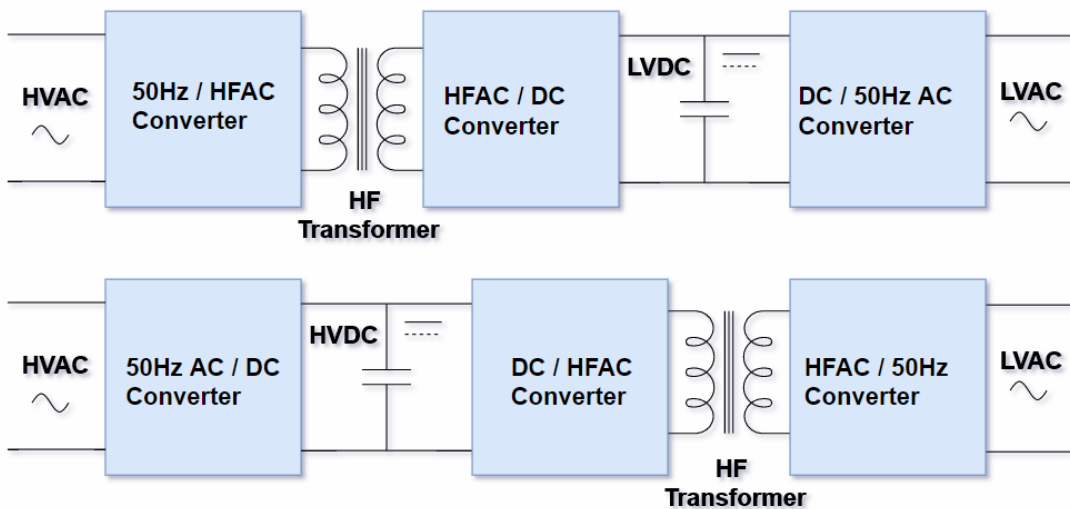 HVAC
50Hz / HFAC
Converter
HF
Transformer
HFAC / DC
Converter
LVDC
DC / 50Hz AC
Converter
LVAC
HVAC
50Hz AC / DC
Converter
HVDC
DC / HFAC
Converter
HF
Transformer
HFAC / 50Hz
Converter
LVAC